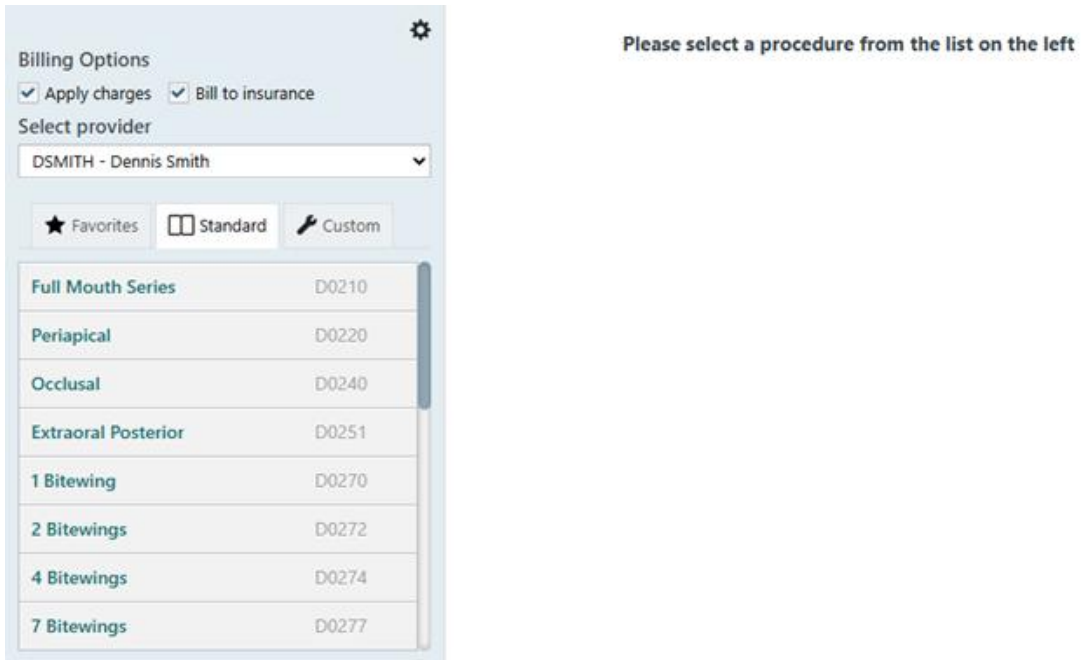 Billing Options
Apply charges Bill to insurance
Select provider
DSMITH - Dennis Smith
Favorites Standard Custom
Full Mouth Series D0210
Periapical D0220
Occlusal D0240
Extraoral Posterior D0251
1 Bitewing D0270
2 Bitewings D0272
4 Bitewings D0274
7 Bitewings D0277
Please select a procedure from the list on the left